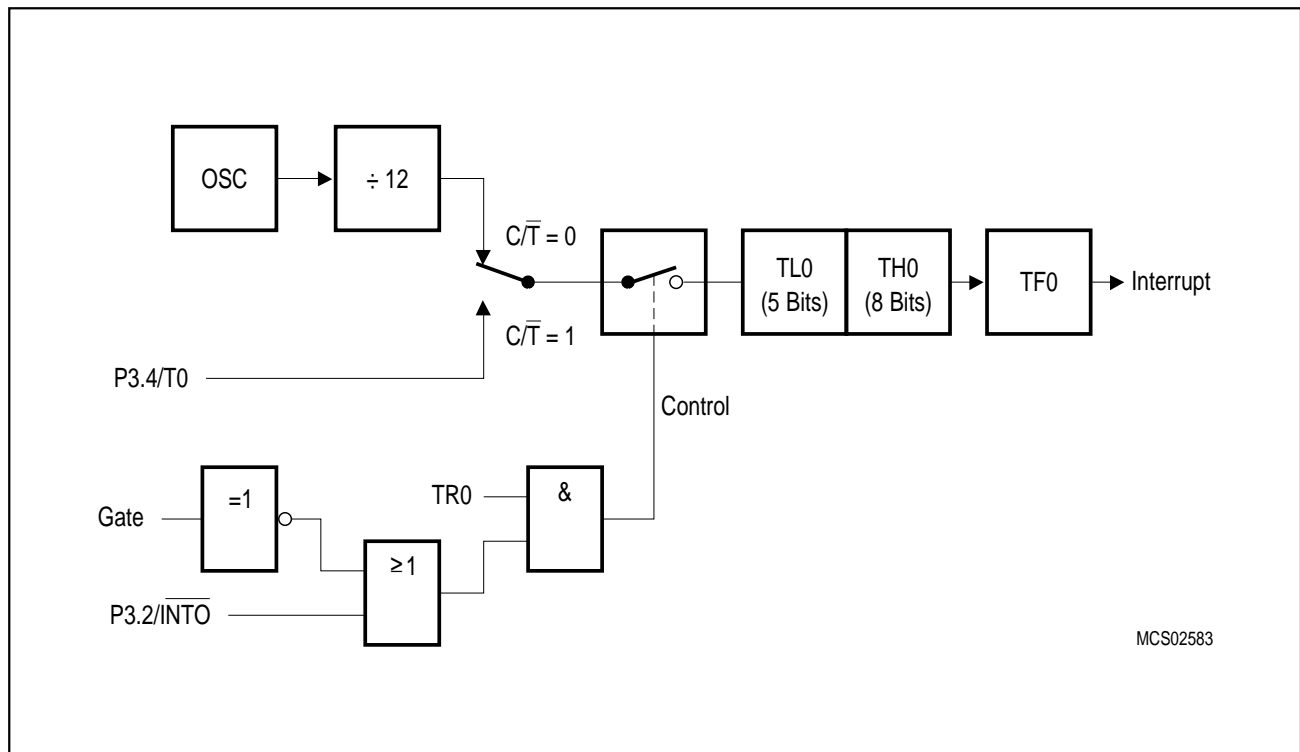 OSC
÷ 12
C/T̅ = 0
TL0
(5 Bits)
TH0
(8 Bits)
TF0
Interrupt
C/T̅ = 1
P3.4/T0
Control
=1
TR0
&
Gate
≥ 1
P3.2/I̅N̅T̅O̅
MCS02583